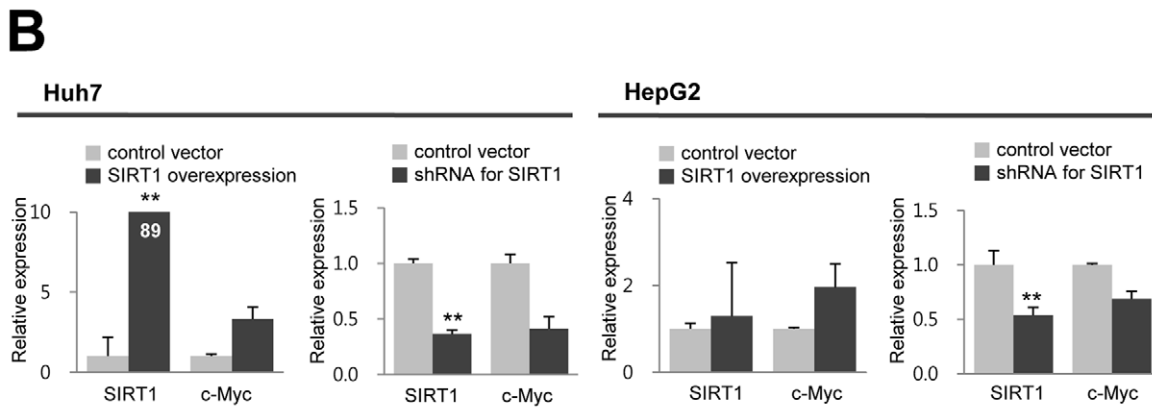 B
Huh7
HepG2
control vector
SIRT1 overexpression
Relative expression
10
5
0
**
89
SIRT1
c-Myc
control vector
shRNA for SIRT1
Relative expression
1.5
1.0
0.5
0.0
**
SIRT1
c-Myc
control vector
SIRT1 overexpression
Relative expression
4
2
0
SIRT1
c-Myc
control vector
shRNA for SIRT1
Relative expression
1.5
1.0
0.5
0.0
**
SIRT1
c-Myc